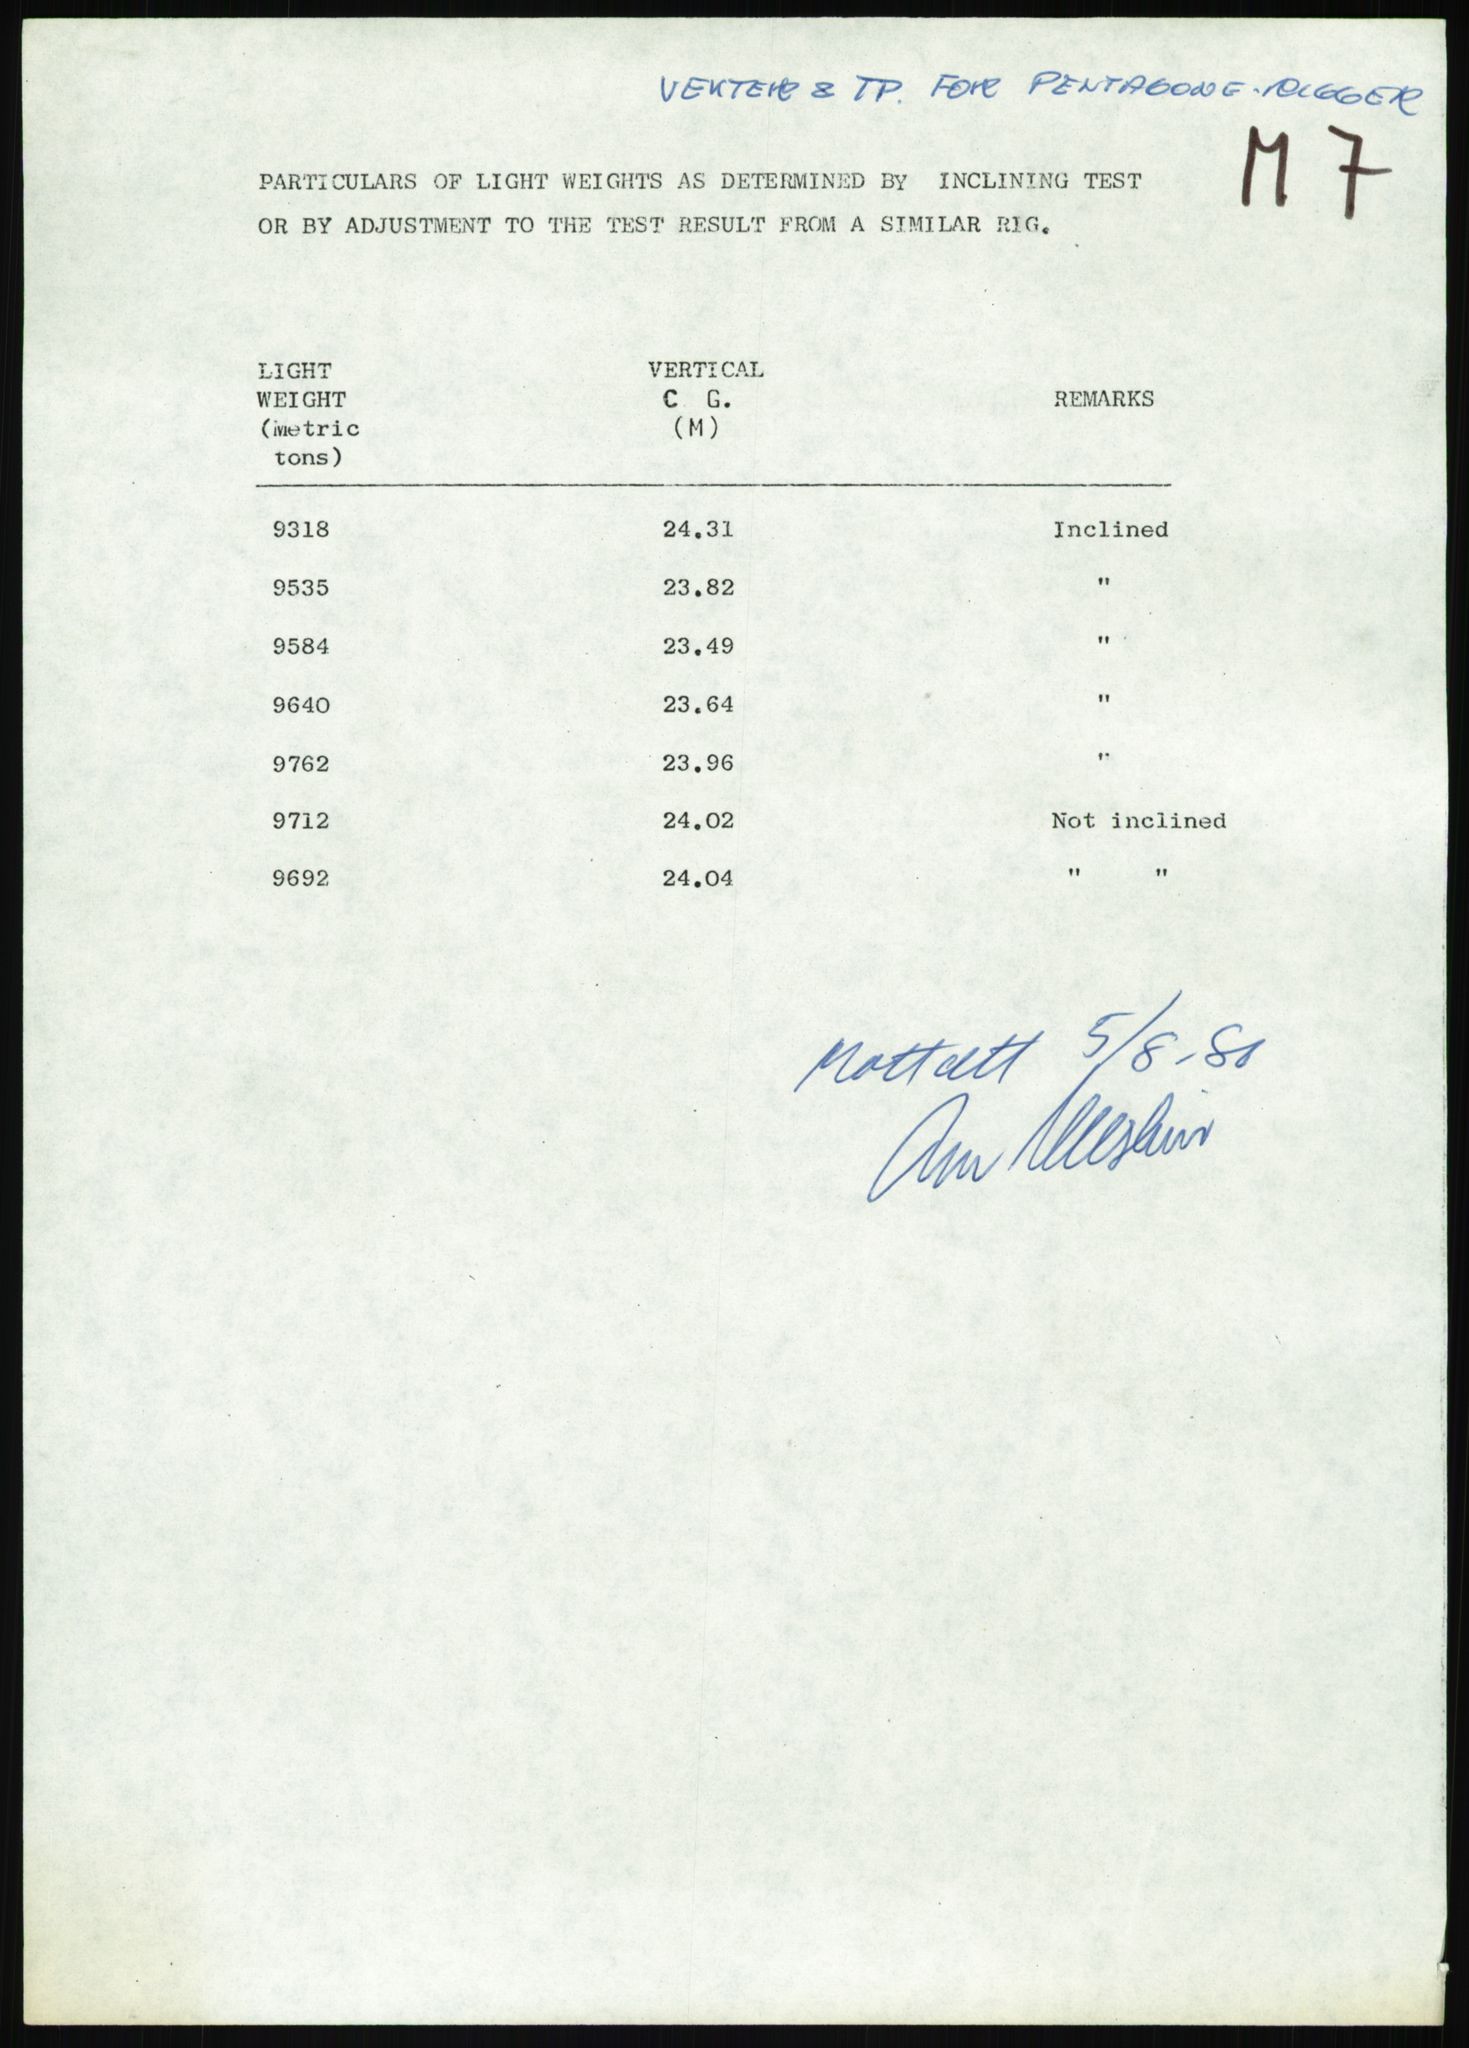 VEKTER & TP. FOR PENTAGONE-RIGGER
M 7
PARTICULARS OF LIGHT WEIGHTS AS DETERMINED BY INCLINING TEST
OR BY ADJUSTMENT TO THE TEST RESULT FROM A SIMILAR RIG.
LIGHT WEIGHT (Metric tons) VERTICAL C G. (M) REMARKS
9318 24.31 Inclined
9535 23.82 "
9584 23.49 "
9640 23.64 "
9762 23.96 "
9712 24.02 Not inclined
9692 24.04 " "
Mottatt 5/8-80